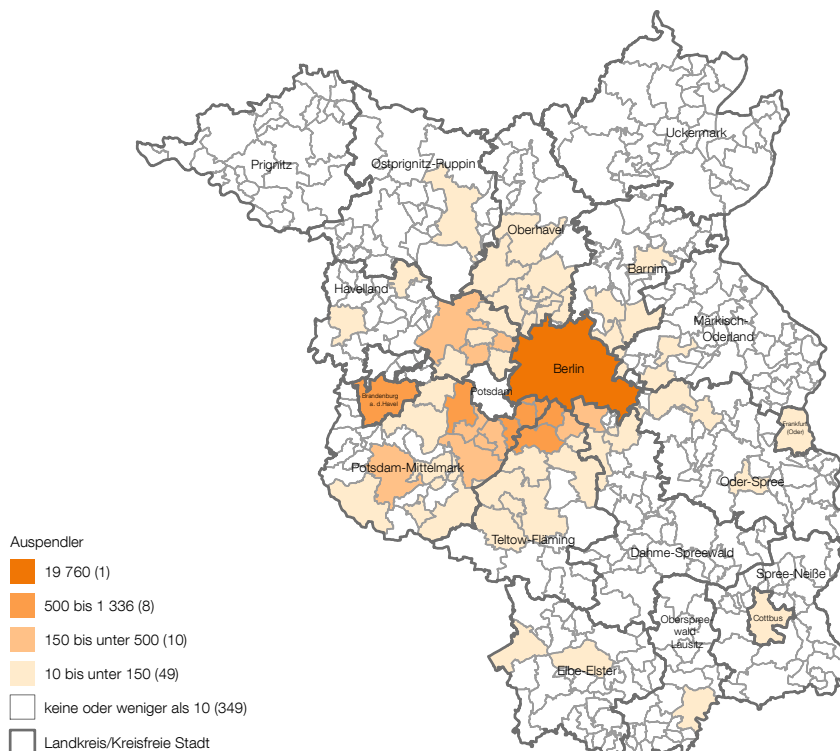 Uckermark
Prignitz
Ostprignitz-Ruppin
Oberhavel
Barnim
Havelland
Märkisch-
Oderland
Berlin
Potsdam
Brandenburg
a. d.Havel
Frankfurt
(Oder)
Potsdam-Mittelmark
Oder-Spree
Teltow-Fläming
Dahme-Spreewald
Spree-Neiße
Oberspree-
wald-
Lausitz
Cottbus
Elbe-Elster
Auspendler
19 760 (1)
500 bis 1 336 (8)
150 bis unter 500 (10)
10 bis unter 150 (49)
keine oder weniger als 10 (349)
Landkreis/Kreisfreie Stadt